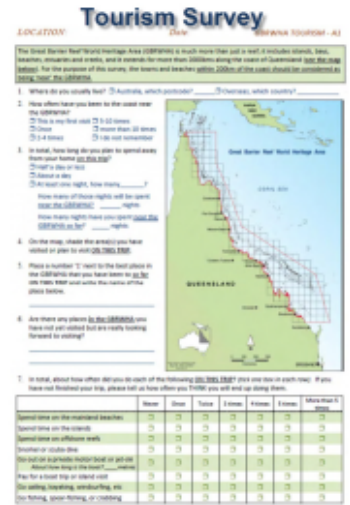 Tourism Survey
LOCATION: Date GBRWHA TOURISM - A1
The Great Barrier Reef World Heritage Area (GBRWHA) is much more than just a reef, it includes islands, bays,
beaches, estuaries and creeks, and it extends for more than 2000kms along the coast of Queensland (see the map
below). For the purpose of this survey, the towns and beaches within 200km of the coast should be considered as
being 'near' the GBRWHA.
1. Where do you usually live? Australia, which postcode? Overseas, which country?
2. How often have you been to the coast near
the GBRWHA?
This is my first visit 5-10 times
Once more than 10 times
2-4 times I do not remember
3. In total, how long do you plan to spend away
from your home on this trip?
Half a day or less
About a day
At least one night, how many ?
How many of those nights will be spent
near the GBRWHA? nights
How many nights have you spent near the
GBRWHA so far? nights
4. On the map, shade the area(s) you have
visited or plan to visit ON THIS TRIP
5. Place a number '1' next to the best place in
the GBRWHA that you have been to so far
ON THIS TRIP and write the name of the
place below.
6. Are there any places in the GBRWHA you
have not yet visited but are really looking
forward to visiting?
Great Barrier Reef World Heritage Area
CORAL SEA
QUEENSLAND
7. In total, about how often did you do each of the following ON THIS TRIP? (tick one box in each row) If you
have not finished your trip, please tell us how often you THINK you will end up doing them.
Never Once Twice 3 times 4 times 5 times More than 5 times
Spend time on the mainland beaches
Spend time on the islands
Spend time on offshore reefs
Snorkel or scuba dive
Go out on a private motor boat or jet-ski
About how long is the boat? metres
Pay for a boat trip or island visit
Go sailing, kayaking, windsurfing, etc
Go fishing, spear-fishing, or crabbing